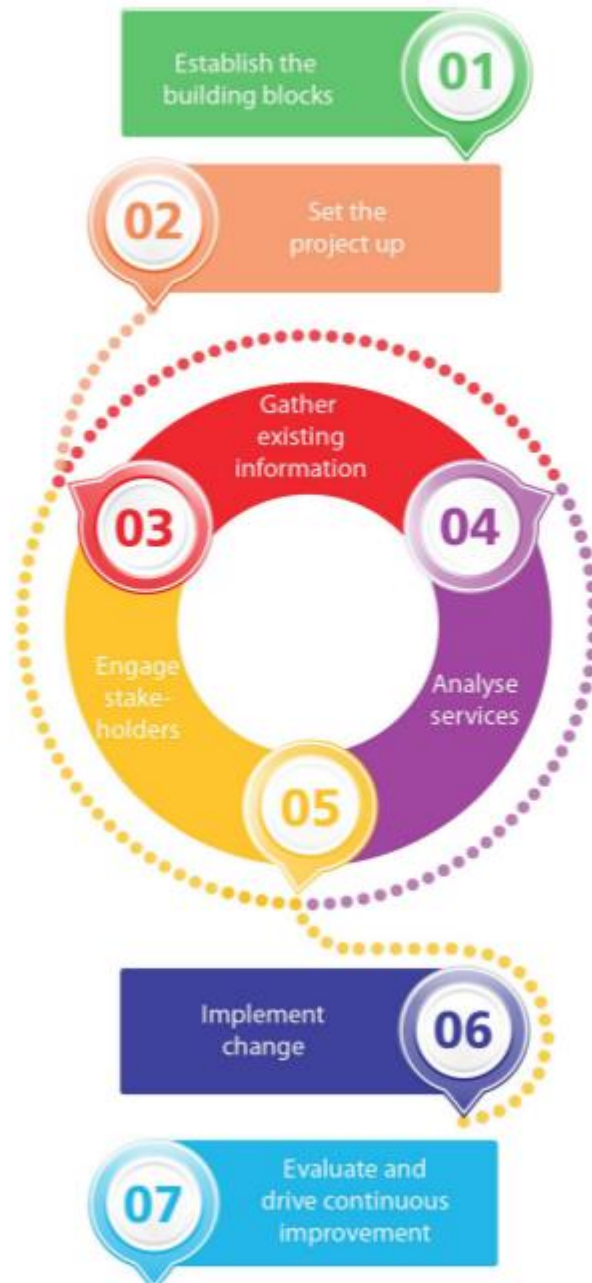 Establish the
building blocks
01
02
Set the
project up
Gather
existing
information
03
04
Engage
stake-
holders
Analyse
services
05
Implement
change
06
07
Evaluate and
drive continuous
improvement